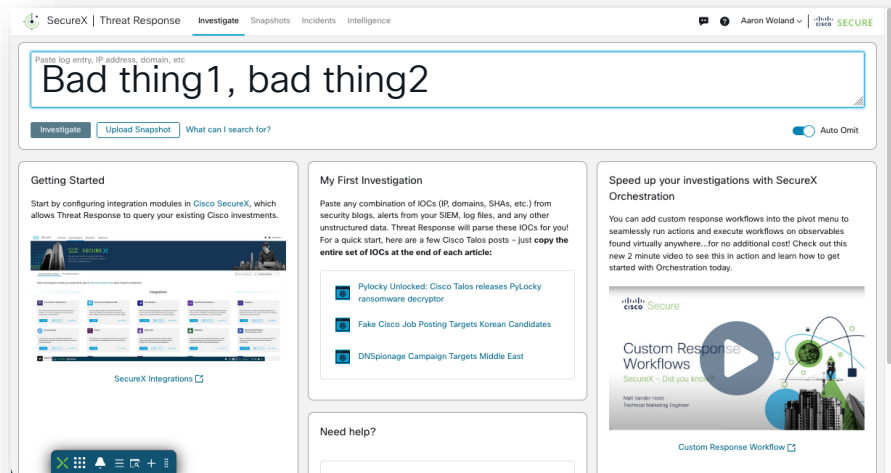 SecureX | Threat Response
Investigate Snapshots Incidents Intelligence
Aaron Woland
CISCO SECURE
Paste log entry, IP address, domain, etc
Bad thing1, bad thing2
Investigate
Upload Snapshot
What can I search for?
Auto Omit
Getting Started
Start by configuring integration modules in Cisco SecureX, which
allows Threat Response to query your existing Cisco investments.
SecureX Integrations
My First Investigation
Paste any combination of IOCs (IP, domains, SHAs, etc.) from
security blogs, alerts from your SIEM, log files, and any other
unstructured data. Threat Response will parse these IOCs for you!
For a quick start, here are a few Cisco Talos posts - just copy the
entire set of IOCs at the end of each article:
Pylocky Unlocked: Cisco Talos releases PyLocky
ransomware decryptor
Fake Cisco Job Posting Targets Korean Candidates
DNSpionage Campaign Targets Middle East
Need help?
Speed up your investigations with SecureX
Orchestration
You can add custom response workflows into the pivot menu to
seamlessly run actions and execute workflows on observables
found virtually anywhere...for no additional cost! Check out this
new 2 minute video to see this in action and learn how to get
started with Orchestration today.
CISCO Secure
Custom Response
Workflows
SecureX - Did you know?
Matt Vander Horst
Technical Marketing Engineer
Custom Response Workflow